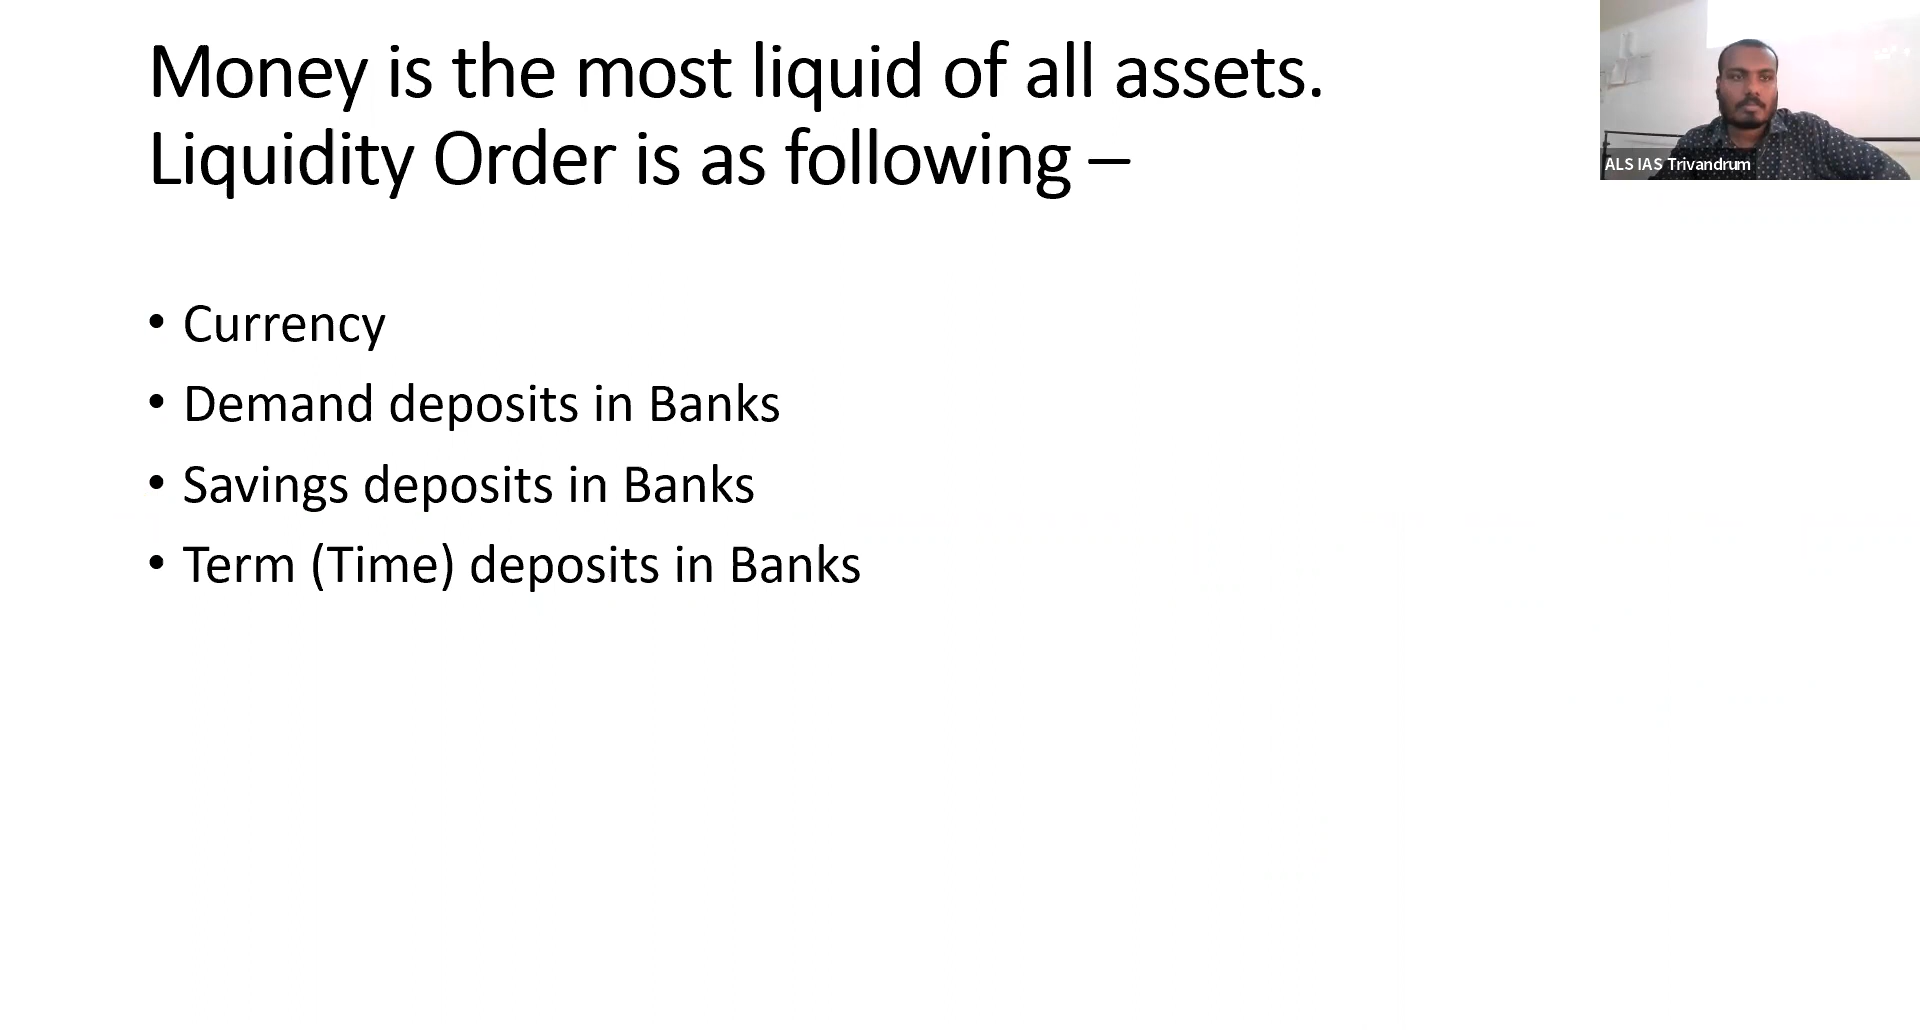 Money is the most liquid of all assets.
Liquidity Order is as following –
ALS IAS Trivandrum
• Currency
• Demand deposits in Banks
• Savings deposits in Banks
• Term (Time) deposits in Banks